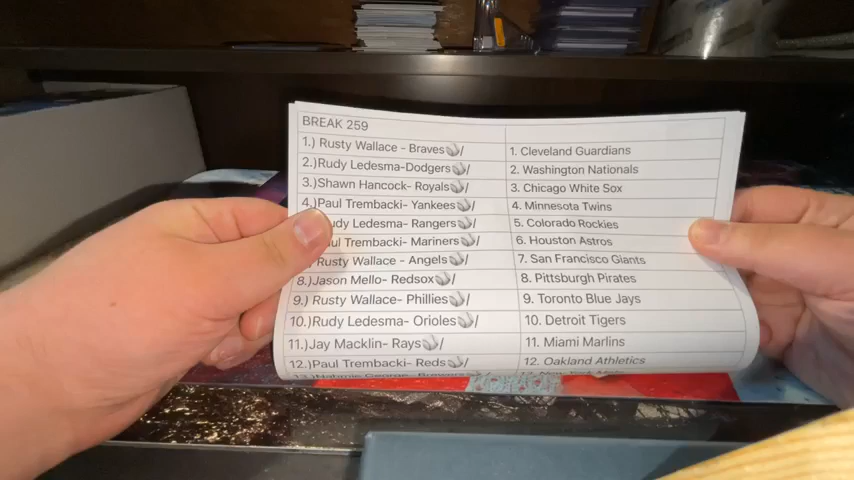 BREAK 259
1.) Rusty Wallace - Braves⚾/ 1. Cleveland Guardians
2.)Rudy Ledesma-Dodgers⚾/ 2. Washington Nationals
3.)Shawn Hancock- Royals⚾/ 3. Chicago White Sox
4.)Paul Trembacki- Yankees⚾/ 4. Minnesota Twins
udy Ledesma- Rangers⚾/ 5. Colorado Rockies
ul Trembacki- Mariners⚾/ 6. Houston Astros
Rusty Wallace - Angels⚾/ 7. San Francisco Giants
8.)Jason Mello- Redsox⚾/ 8. Pittsburgh Pirates
9.) Rusty Wallace- Phillies⚾/ 9. Toronto Blue Jays
10.)Rudy Ledesma- Orioles⚾/ 10. Detroit Tigers
11.)Jay Macklin- Rays⚾/ 11. Miami Marlins
12.)Paul Trembacki- Reds⚾/ 12. Oakland Athletics